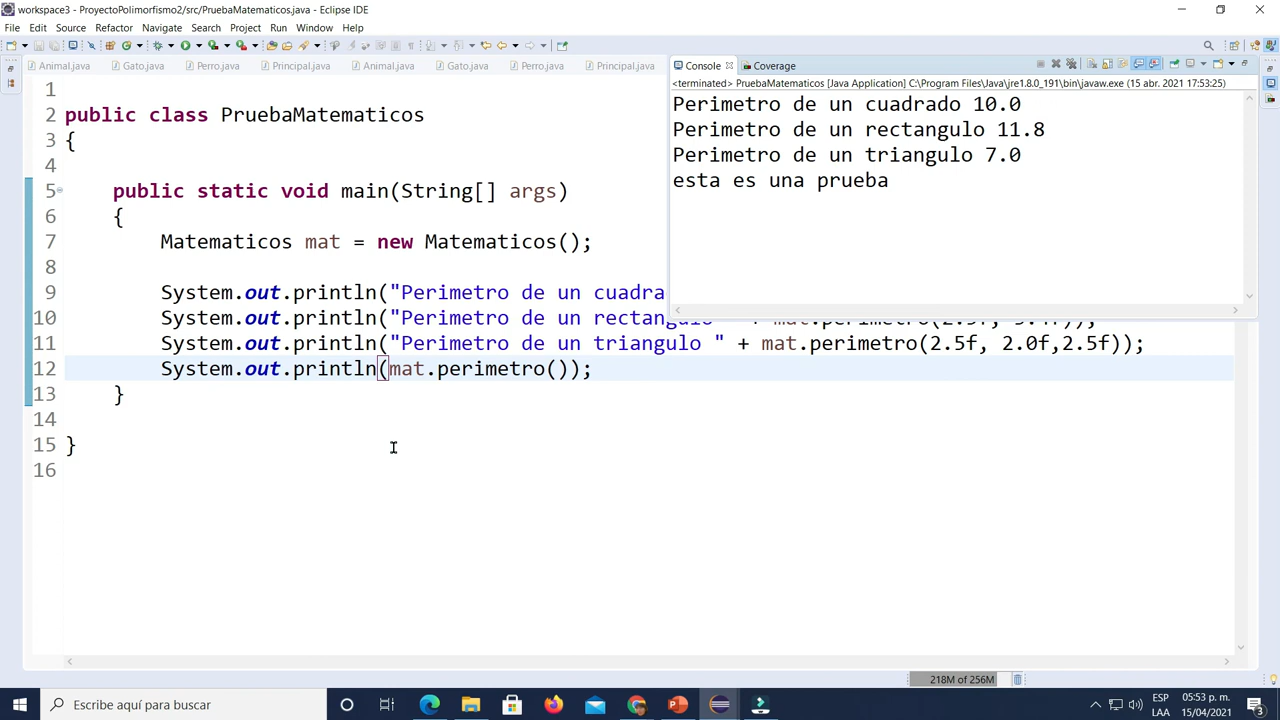 workspace3 - ProyectoPolimorfismo2/src/PruebaMatematicos.java - Eclipse IDE
File Edit Source Refactor Navigate Search Project Run Window Help
Animal.java Gato.java Perro.java Principal.java Animal.java Gato.java Perro.java Principal.java
Console Coverage
<terminated> PruebaMatematicos [Java Application] C:\Program Files\Java\jre1.8.0_191\bin\javaw.exe (15 abr. 2021 17:53:25)
Perimetro de un cuadrado 10.0
Perimetro de un rectangulo 11.8
Perimetro de un triangulo 7.0
esta es una prueba
1
2 public class PruebaMatematicos
3 {
4
5 public static void main(String[] args)
6 {
7 Matematicos mat = new Matematicos();
8
9 System.out.println("Perimetro de un cuadra
10 System.out.println("Perimetro de un rectangulo " + mat.perimetro(2.5f, 3.4f));
11 System.out.println("Perimetro de un triangulo " + mat.perimetro(2.5f, 2.0f,2.5f));
12 System.out.println(mat.perimetro());
13 }
14
15 }
16
218M of 256M
Escribe aquí para buscar
ESP
LAA
05:53 p. m.
15/04/2021
3